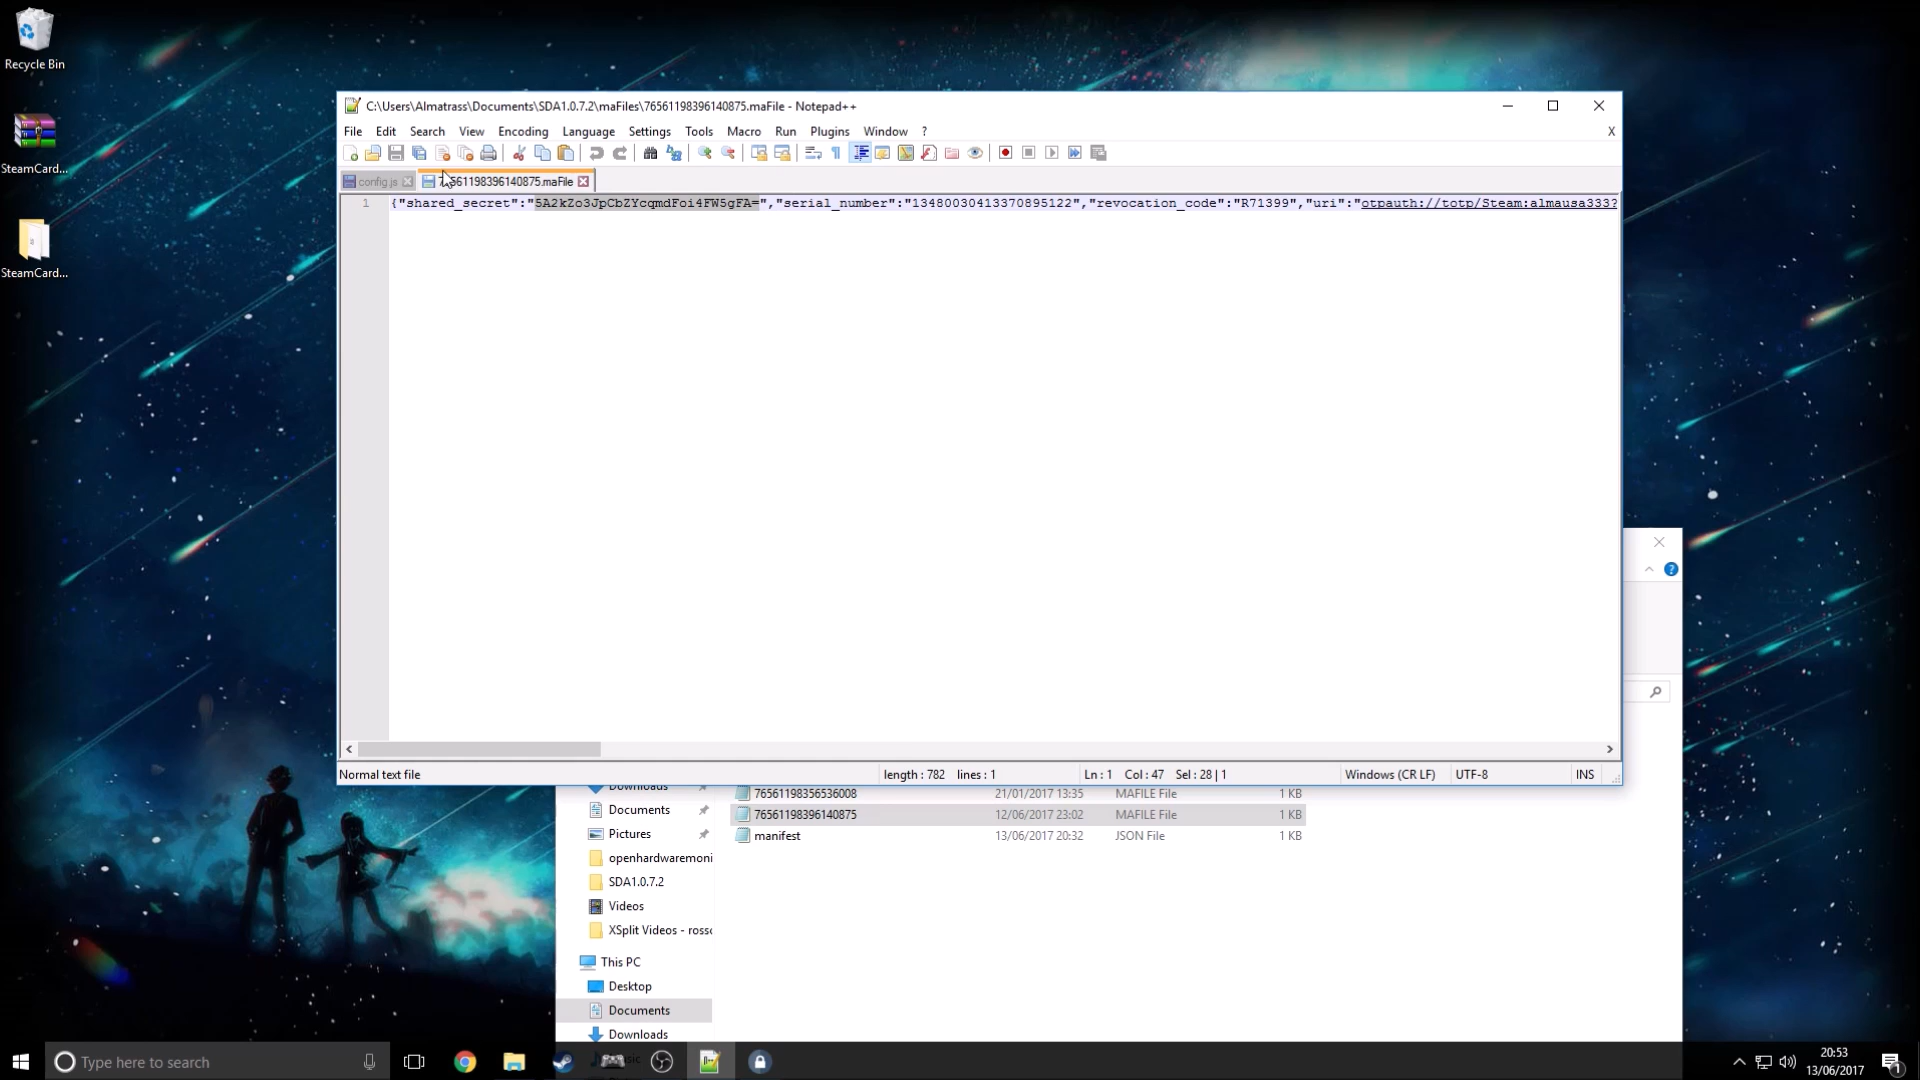 Recycle Bin
SteamCard...
SteamCard...
C:\Users\Almatrass\Documents\SDA1.0.7.2\maFiles\76561198396140875.maFile - Notepad++
File Edit Search View Encoding Language Settings Tools Macro Run Plugins Window ? X
config.js 561198396140875.maFile
1 {"shared_secret":"5A2kZo3JpCbZYcqmdFoi4FW5gFA=","serial_number":"13480030413370895122","revocation_code":"R71399","uri":"otpauth://totp/Steam:almausa333?
Normal text file length : 782 lines : 1 Ln : 1 Col : 47 Sel : 28 | 1 Windows (CR LF) UTF-8 INS
Downloads 76561198356536008 21/01/2017 13:35 MAFILE File 1 KB
Documents 76561198396140875 12/06/2017 23:02 MAFILE File 1 KB
Pictures manifest 13/06/2017 20:32 JSON File 1 KB
openhardwaremoni
SDA1.0.7.2
Videos
XSplit Videos - rossc
This PC
Desktop
Documents
Downloads
Type here to search
20:53
13/06/2017
1